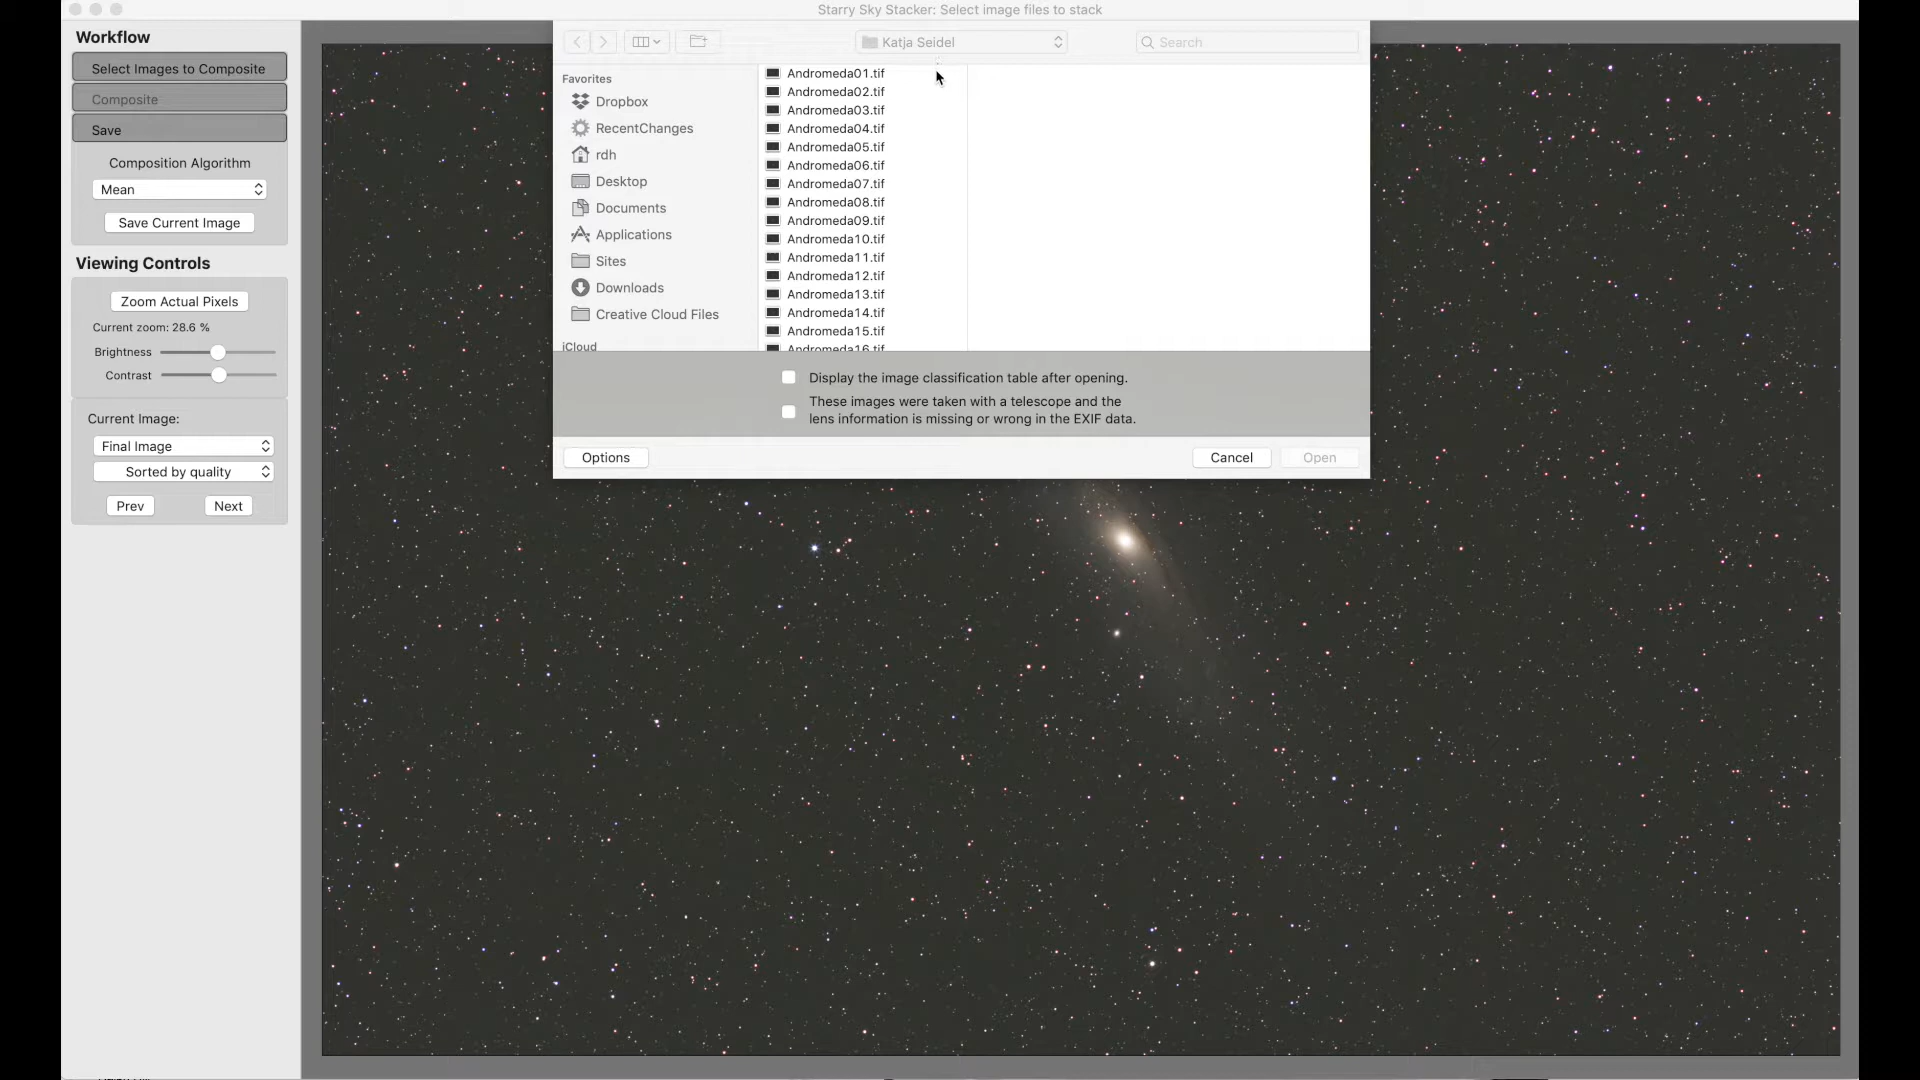 Starry Sky Stacker: Select image files to stack
Workflow
Select Images to Composite
Composite
Save
Composition Algorithm
Mean
Save Current Image
Viewing Controls
Zoom Actual Pixels
Current zoom: 28.6 %
Brightness
Contrast
Current Image:
Final Image
Sorted by quality
Prev Next
Katja Seidel
Search
Favorites
Dropbox
RecentChanges
rdh
Desktop
Documents
Applications
Sites
Downloads
Creative Cloud Files
iCloud
Andromeda01.tif
Andromeda02.tif
Andromeda03.tif
Andromeda04.tif
Andromeda05.tif
Andromeda06.tif
Andromeda07.tif
Andromeda08.tif
Andromeda09.tif
Andromeda10.tif
Andromeda11.tif
Andromeda12.tif
Andromeda13.tif
Andromeda14.tif
Andromeda15.tif
Andromeda16.tif
Display the image classification table after opening.
These images were taken with a telescope and the
lens information is missing or wrong in the EXIF data.
Options Cancel Open